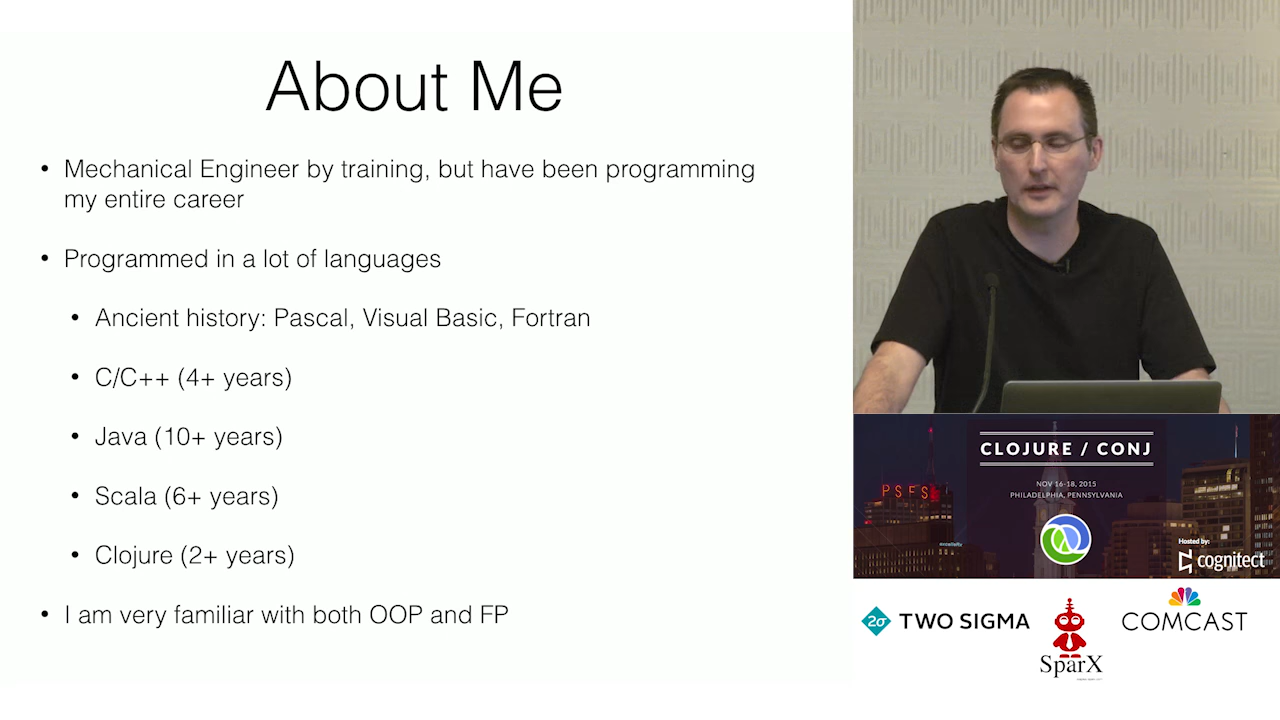 About Me
• Mechanical Engineer by training, but have been programming
my entire career
• Programmed in a lot of languages
• Ancient history: Pascal, Visual Basic, Fortran
• C/C++ (4+ years)
• Java (10+ years)
• Scala (6+ years)
• Clojure (2+ years)
• I am very familiar with both OOP and FP
CLOJURE / CONJ
NOV 16-18, 2015
PHILADELPHIA, PENNSYLVANIA
PSFS
Hosted by:
cognitect
2σ TWO SIGMA
SparX
COMCAST